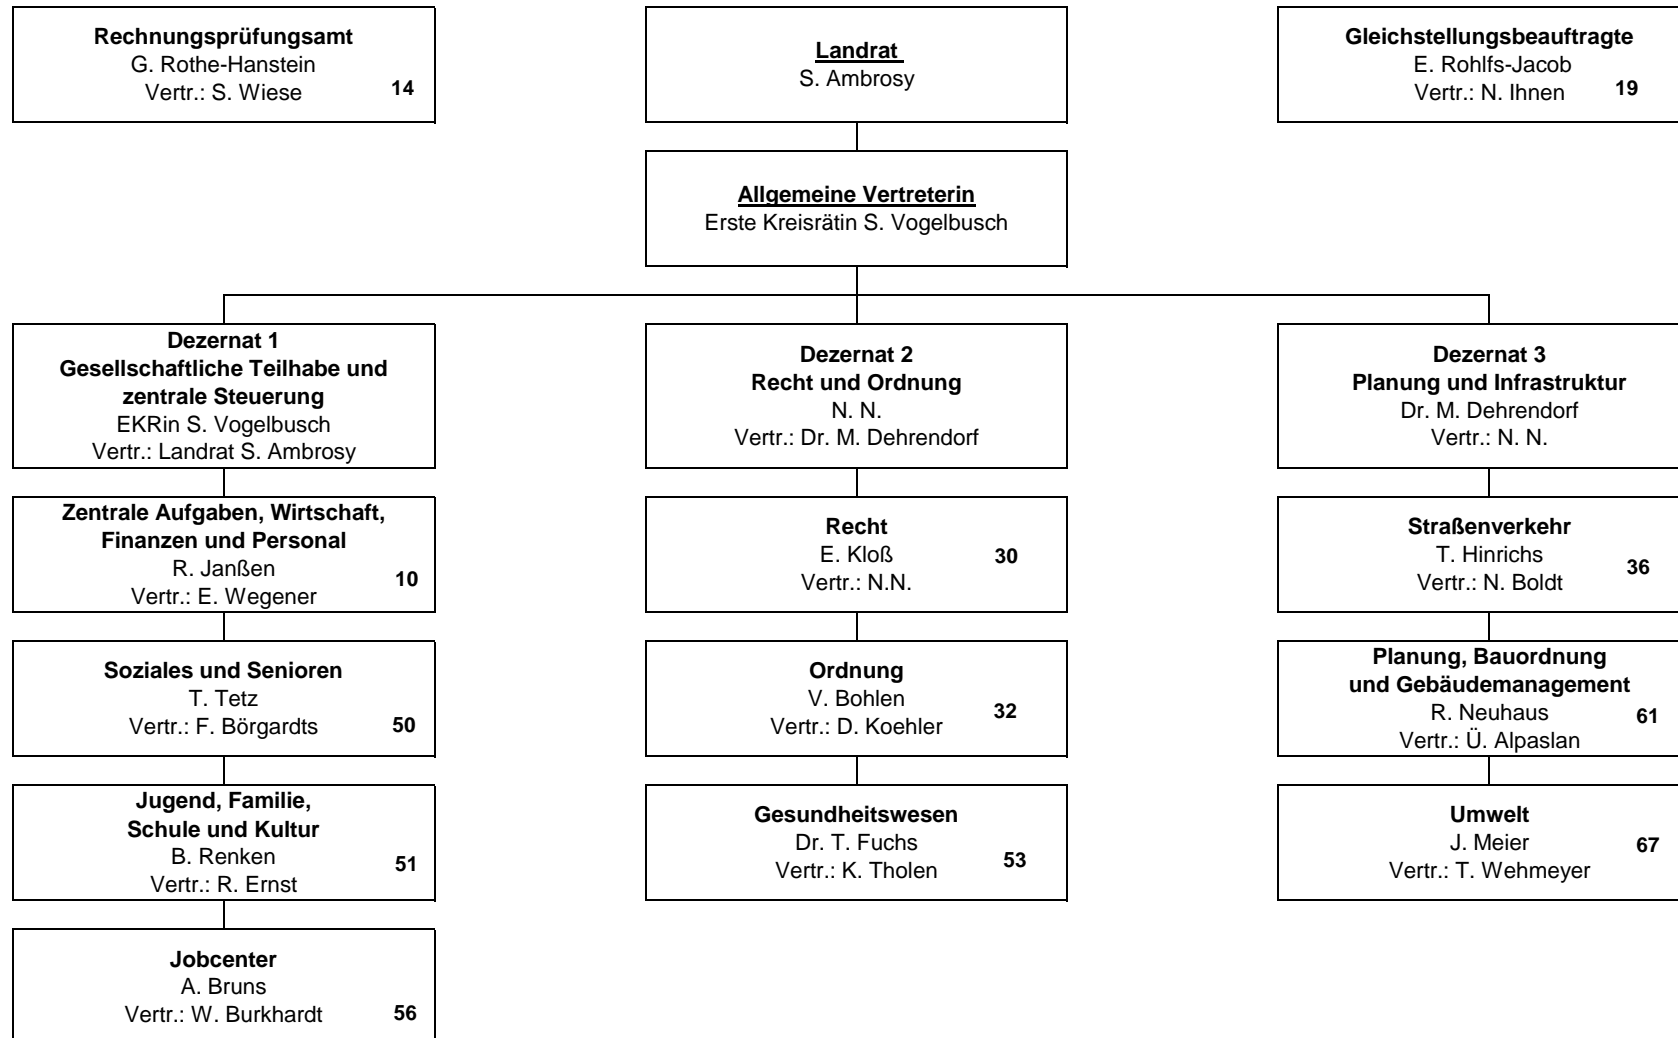 Rechnungsprüfungsamt
G. Rothe-Hanstein
Vertr.: S. Wiese 14
Landrat
S. Ambrosy
Gleichstellungsbeauftragte
E. Rohlfs-Jacob
Vertr.: N. Ihnen 19
Allgemeine Vertreterin
Erste Kreisrätin S. Vogelbusch
Dezernat 1
Gesellschaftliche Teilhabe und
zentrale Steuerung
EKRin S. Vogelbusch
Vertr.: Landrat S. Ambrosy
Dezernat 2
Recht und Ordnung
N. N.
Vertr.: Dr. M. Dehrendorf
Dezernat 3
Planung und Infrastruktur
Dr. M. Dehrendorf
Vertr.: N. N.
Zentrale Aufgaben, Wirtschaft,
Finanzen und Personal
R. Janßen
10
Vertr.: E. Wegener
Recht
E. Kloß 30
Vertr.: N.N.
Straßenverkehr
T. Hinrichs
36
Vertr.: N. Boldt
Soziales und Senioren
T. Tetz
Vertr.: F. Börgardts 50
Ordnung
V. Bohlen
32
Vertr.: D. Koehler
Planung, Bauordnung
und Gebäudemanagement
R. Neuhaus 61
Vertr.: Ü. Alpaslan
Jugend, Familie,
Schule und Kultur
B. Renken
51
Vertr.: R. Ernst
Gesundheitswesen
Dr. T. Fuchs
Vertr.: K. Tholen 53
Umwelt
J. Meier 67
Vertr.: T. Wehmeyer
Jobcenter
A. Bruns
Vertr.: W. Burkhardt 56